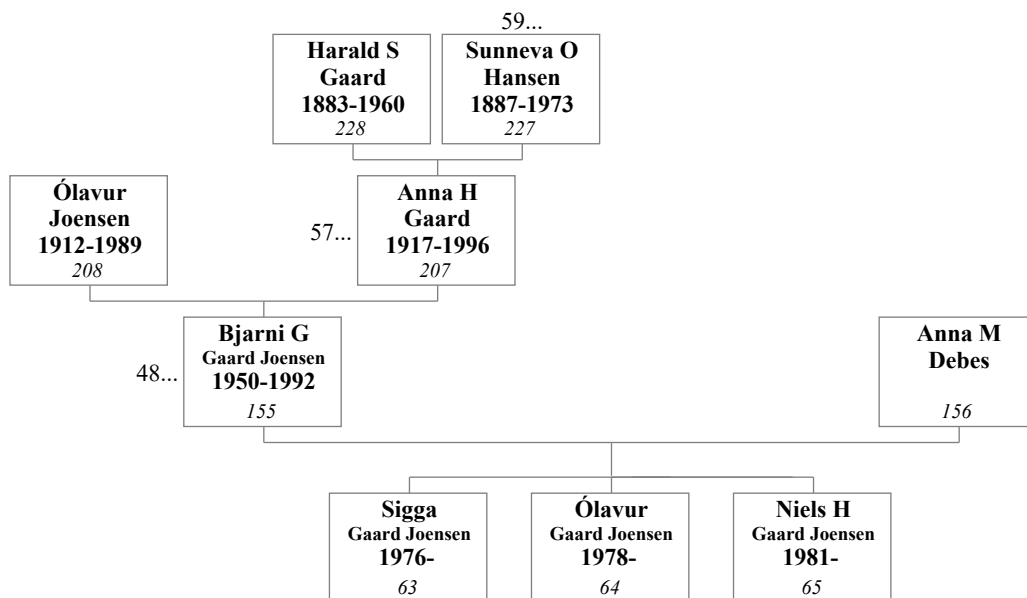 59...
Harald S
Gaard
1883-1960
228
Sunneva O
Hansen
1887-1973
227
Ólavur
Joensen
1912-1989
208
57...
Anna H
Gaard
1917-1996
207
48...
Bjarni G
Gaard Joensen
1950-1992
155
Anna M
Debes
156
Sigga
Gaard Joensen
1976-
63
Ólavur
Gaard Joensen
1978-
64
Niels H
Gaard Joensen
1981-
65